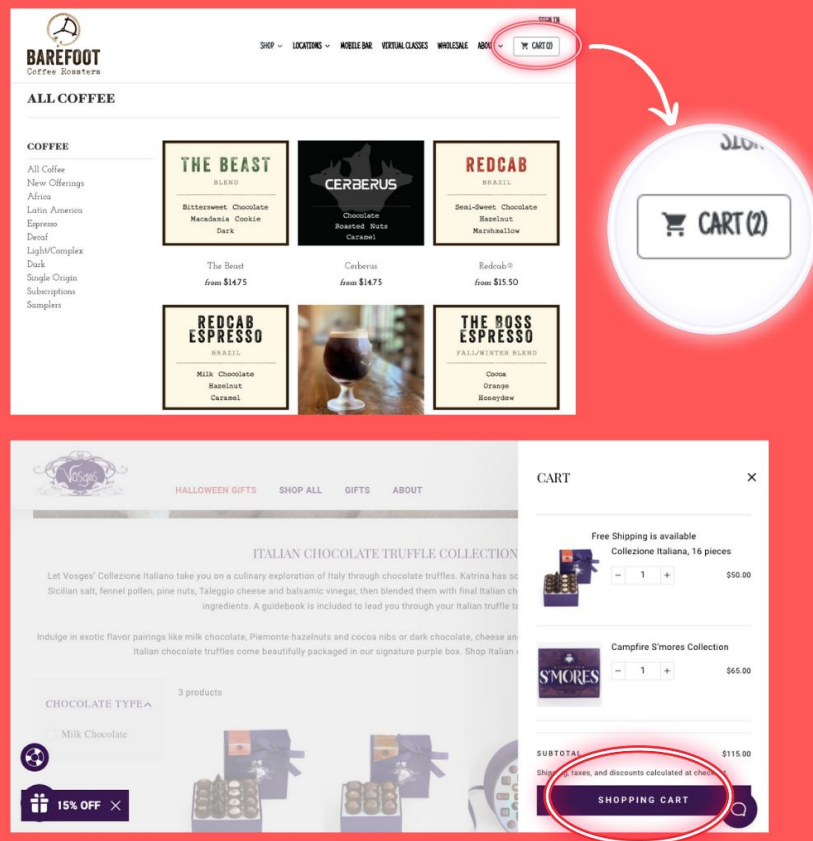 SIGN IN
BAREFOOT
Coffee Roasters
SHOP LOCATIONS MOBILE BAR VIRTUAL CLASSES WHOLESALE CART (2)
ALL COFFEE
COFFEE
All Coffee
New Offerings
Africa
Latin America
Espresso
Decaf
Light/Complex
Dark
Single Origin
Subscriptions
Samplers
THE BEAST
BLEND
Bittersweet Chocolate
Macadamia Cookie
Dark
The Beast
from $14.75
CERBERUS
Chocolate
Roasted Nuts
Caramel
Cerberus
from $14.75
REDCAB
BRAZIL
Semi-Sweet Chocolate
Hazelnut
Marshmallow
Redcab®
from $15.50
REDCAB
ESPRESSO
BRAZIL
Milk Chocolate
Hazelnut
Caramel
THE BOSS
ESPRESSO
FALL/WINTER BLEND
Cocoa
Orange
Honeydew
CART (2)
Vosges
HALLOWEEN GIFTS SHOP ALL GIFTS ABOUT
ITALIAN CHOCOLATE TRUFFLE COLLECTION
Let Vosges' Collezione Italiano take you on a culinary exploration of Italy through chocolate truffles. Katrina has
Sicilian salt, fennel pollen, pine nuts, Taleggio cheese and balsamic vinegar, then blended them with final Italian
ingredients. A guidebook is included to lead you through your Italian truffle
Indulge in exotic flavor pairings like milk chocolate, Piemonte hazelnuts and cocoa nibs or dark chocolate, cheese
Italian chocolate truffles come beautifully packaged in our signature purple box. Shop Italian
CHOCOLATE TYPE
Milk Chocolate
3 products
15% OFF ×
CART ×
Free Shipping is available
Collezione Italiana, 16 pieces
− 1 + $50.00
S'MORES
Campfire S'mores Collection
− 1 + $65.00
SUBTOTAL $115.00
Shipping, taxes, and discounts calculated at
SHOPPING CART